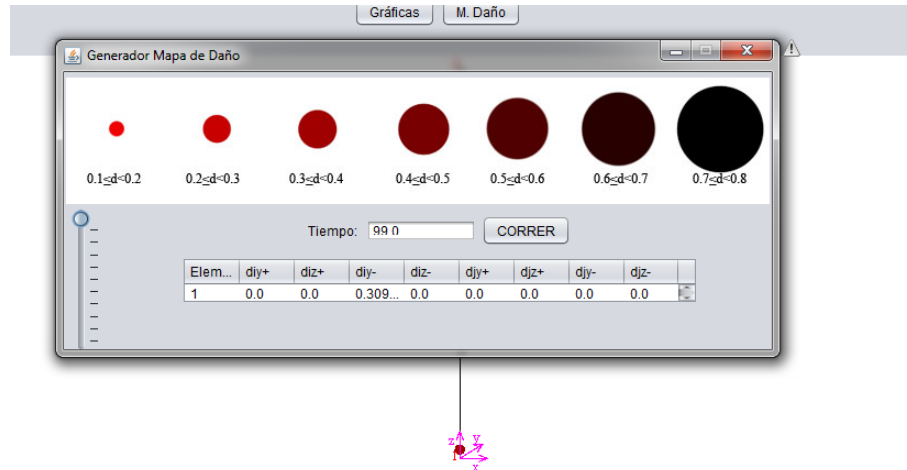 Gráficas M. Daño
Generador Mapa de Daño
0.1≤d<0.2 0.2≤d<0.3 0.3≤d<0.4 0.4≤d<0.5 0.5≤d<0.6 0.6≤d<0.7 0.7≤d<0.8
Tiempo: 99.0 CORRER
Elem... diy+ diz+ diy- diz- djy+ djz+ djy- djz-
1 0.0 0.0 0.309... 0.0 0.0 0.0 0.0 0.0
z y
1
x